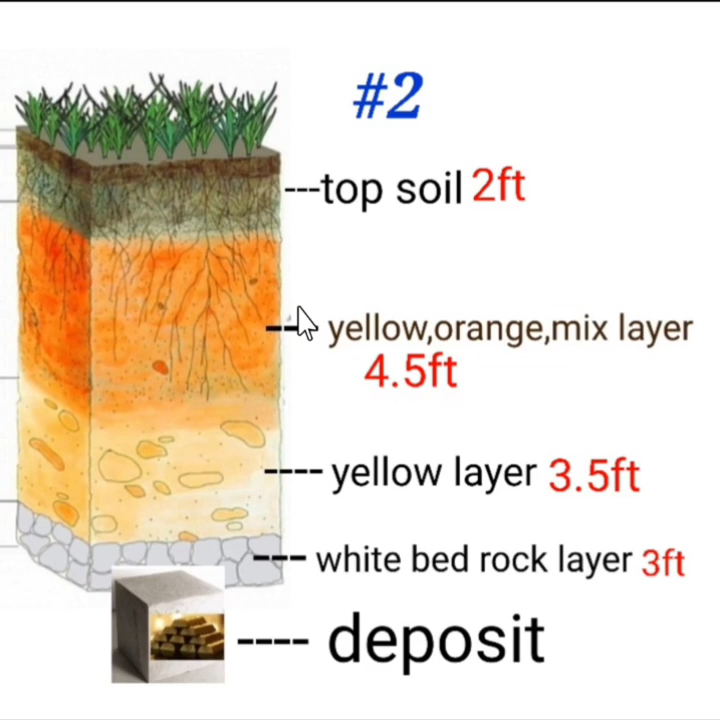 #2
---top soil 2ft
--- yellow,orange,mix layer
4.5ft
---- yellow layer 3.5ft
--- white bed rock layer 3ft
---- deposit